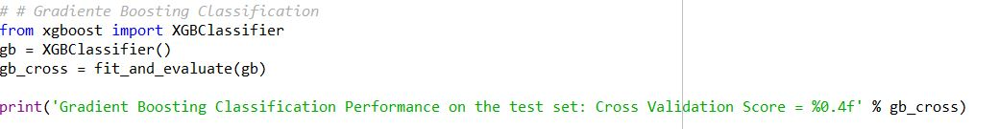 # # Gradiente Boosting Classification
from xgboost import XGBClassifier
gb = XGBClassifier()
gb_cross = fit_and_evaluate(gb)
print('Gradient Boosting Classification Performance on the test set: Cross Validation Score = %0.4f' % gb_cross)